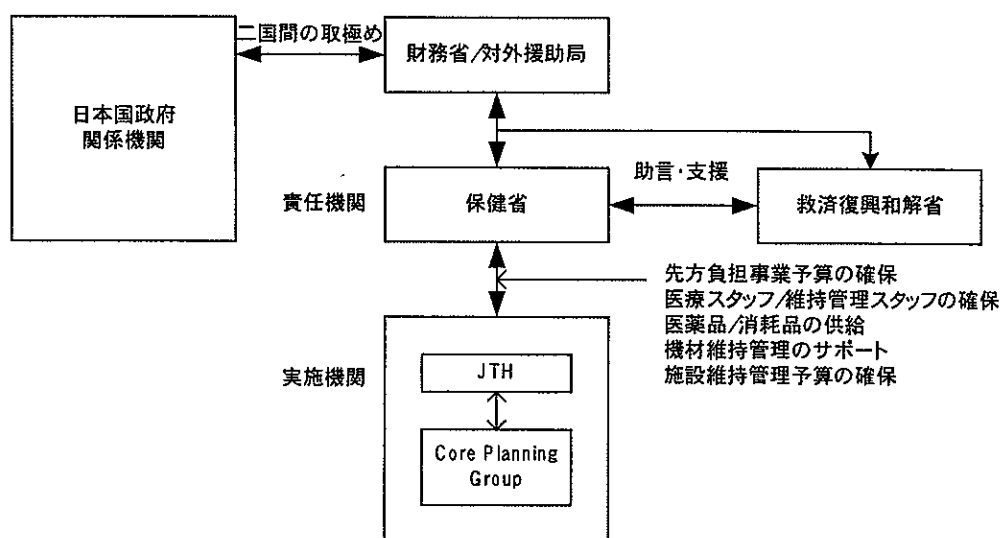 二国間の取極め
財務省/対外援助局
日本国政府
関係機関
助言・支援
責任機関
保健省
救済復興和解省
先方負担事業予算の確保
医療スタッフ/維持管理スタッフの確保
医薬品/消耗品の供給
機材維持管理のサポート
施設維持管理予算の確保
実施機関
JTH
Core Planning
Group